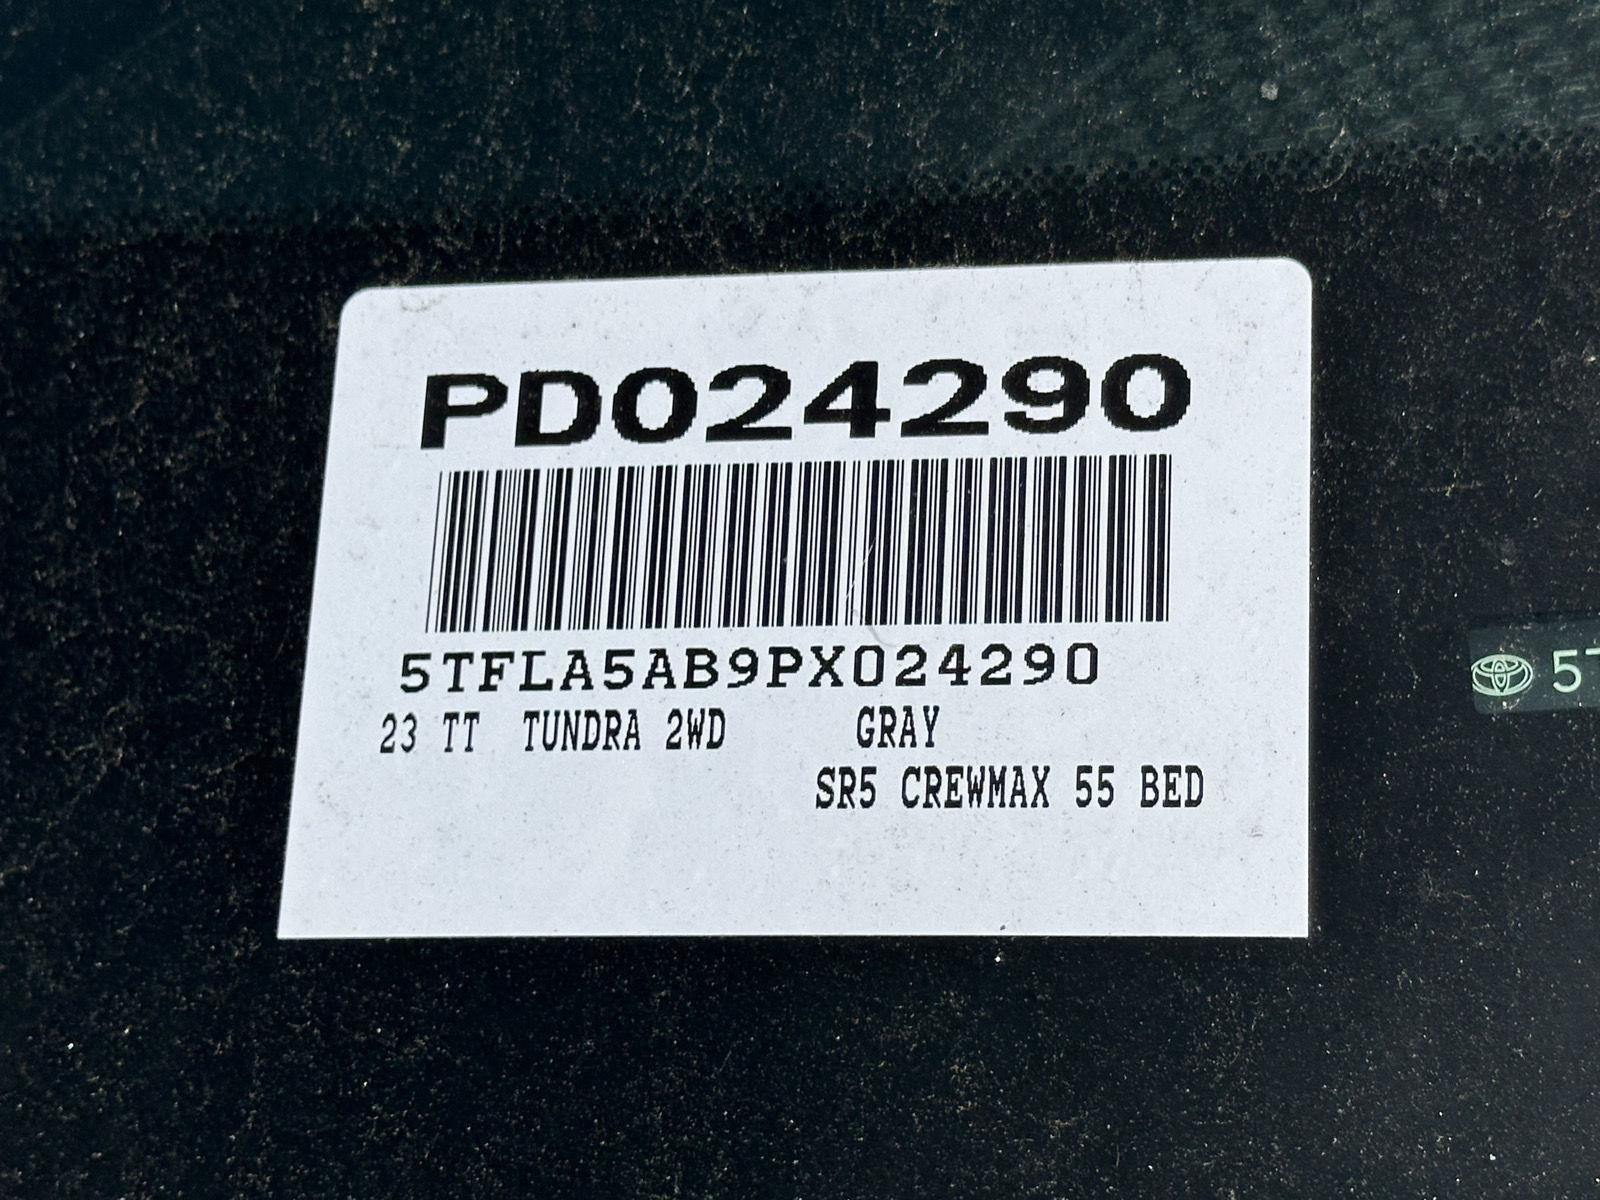 PD024290
5TFLA5AB9PX024290
23 TT TUNDRA 2WD GRAY
SR5 CREWMAX 55 BED
5T